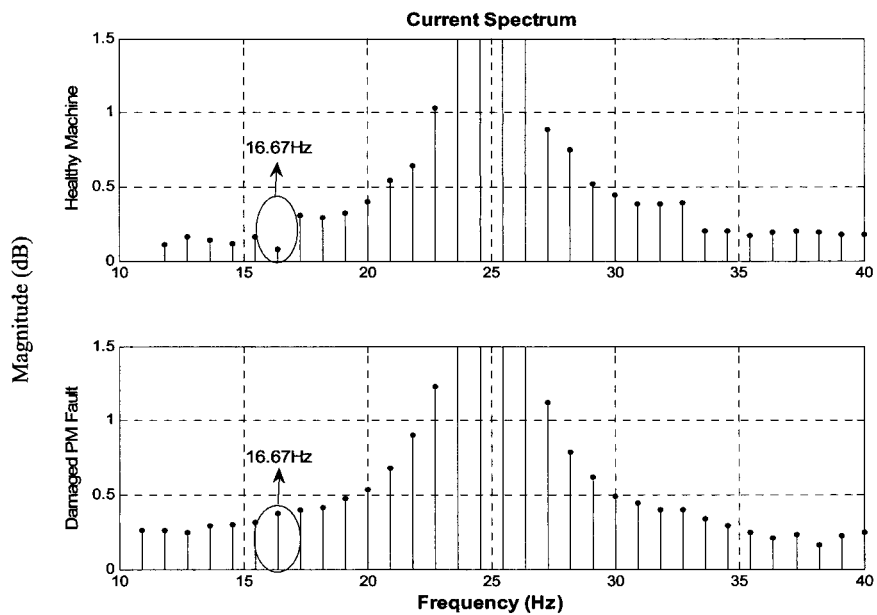 Current Spectrum
1.5
1
0.5
0
16.67Hz
Healthy Machine
10 15 20 25 30 35 40
Magnitude (dB)
1.5
1
0.5
0
16.67Hz
Damaged PM Fault
10 15 20 25 30 35 40
Frequency (Hz)